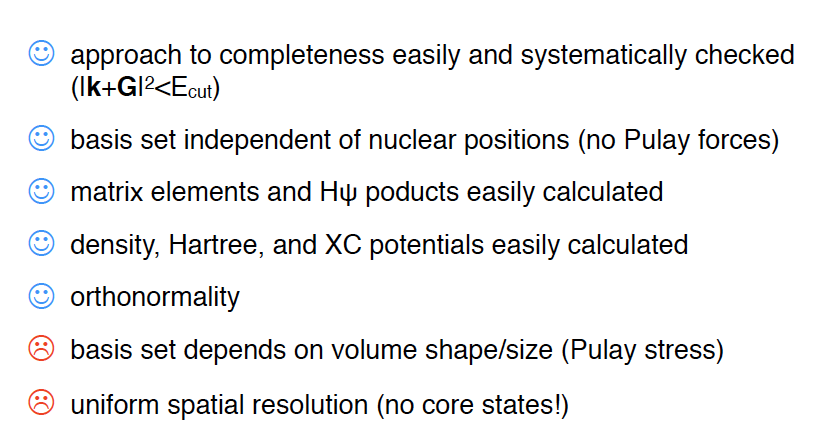 approach to completeness easily and systematically checked
(|k+G|²<Ecut)
basis set independent of nuclear positions (no Pulay forces)
matrix elements and Hψ poducts easily calculated
density, Hartree, and XC potentials easily calculated
orthonormality
basis set depends on volume shape/size (Pulay stress)
uniform spatial resolution (no core states!)